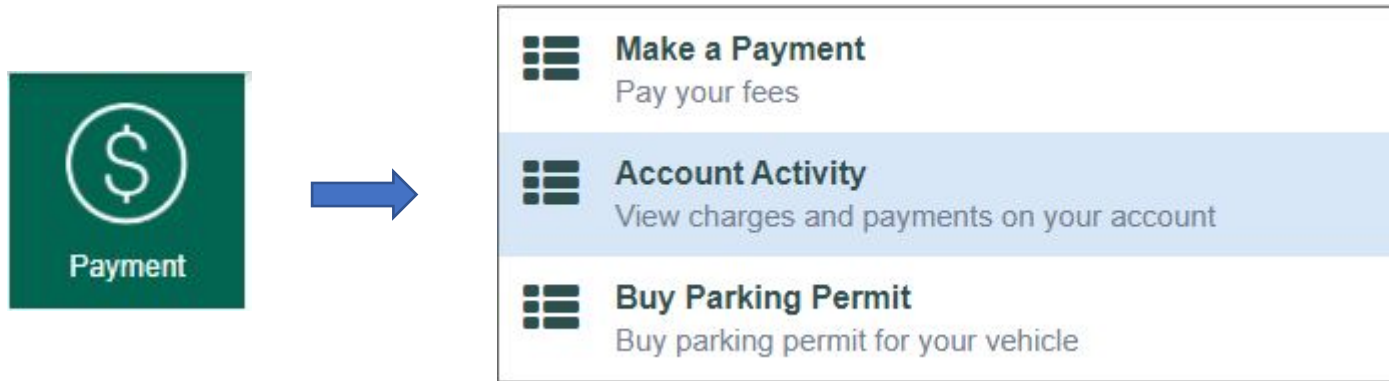 $
Payment
Make a Payment
Pay your fees
Account Activity
View charges and payments on your account
Buy Parking Permit
Buy parking permit for your vehicle